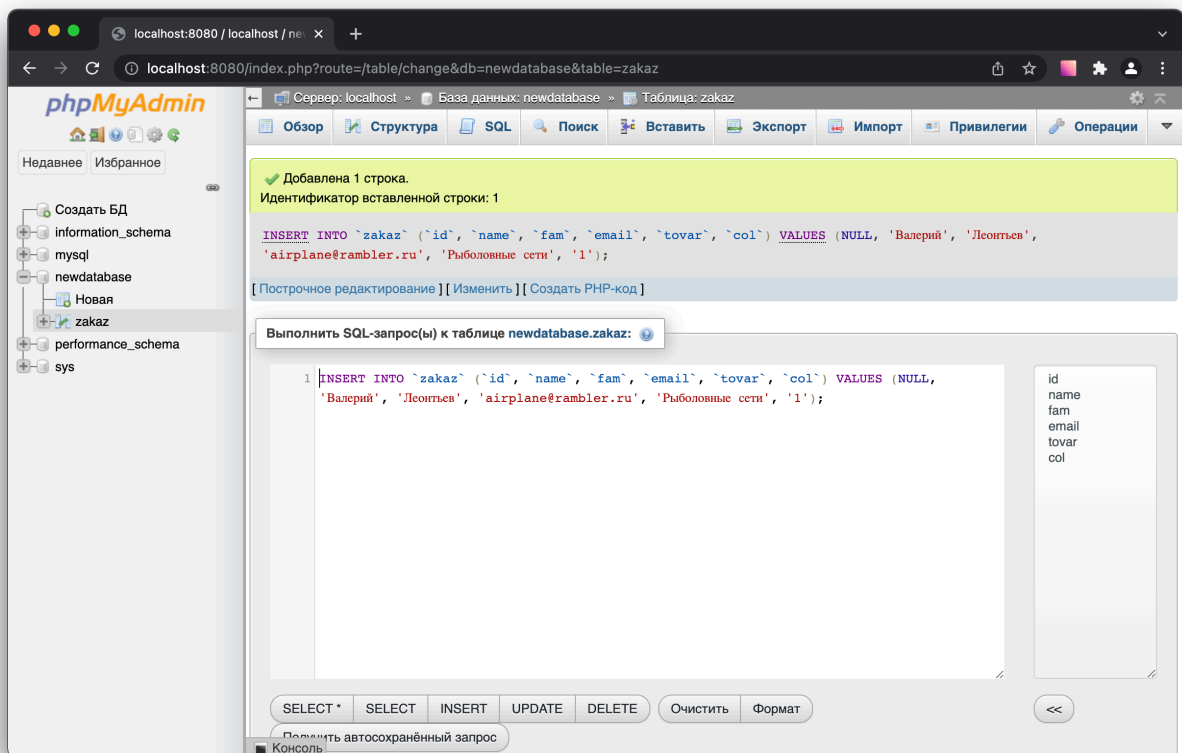 localhost:8080 / localhost / nev
localhost:8080/index.php?route=/table/change&db=newdatabase&table=zakaz
phpMyAdmin
Недавнее Избранное
Создать БД
information_schema
mysql
newdatabase
Новая
zakaz
performance_schema
sys
Сервер: localhost » База данных: newdatabase » Таблица: zakaz
Обзор Структура SQL Поиск Вставить Экспорт Импорт Привилегии Операции
Добавлена 1 строка.
Идентификатор вставленной строки: 1
INSERT INTO `zakaz` (`id`, `name`, `fam`, `email`, `tovar`, `col`) VALUES (NULL, 'Валерий', 'Леонтьев',
'airplane@rambler.ru', 'Рыболовные сети', '1');
[ Построчное редактирование ] [ Изменить ] [ Создать PHP-код ]
Выполнить SQL-запрос(ы) к таблице newdatabase.zakaz:
1 INSERT INTO `zakaz` (`id`, `name`, `fam`, `email`, `tovar`, `col`) VALUES (NULL,
'Валерий', 'Леонтьев', 'airplane@rambler.ru', 'Рыболовные сети', '1');
id
name
fam
email
tovar
col
SELECT * SELECT INSERT UPDATE DELETE Очистить Формат <<
Получить автосохранённый запрос
Консоль